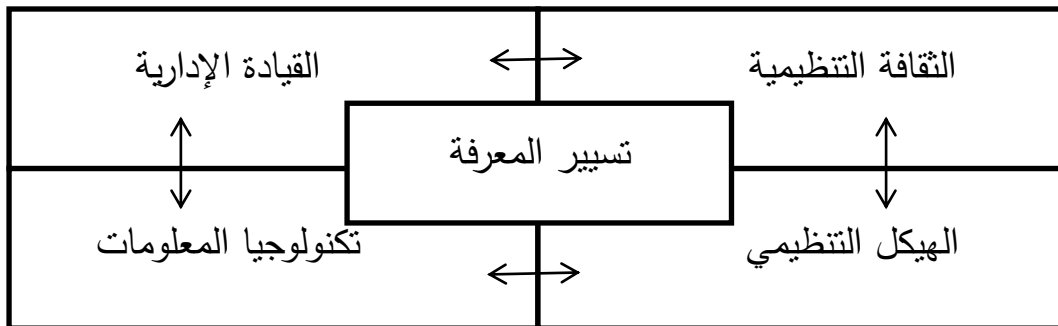 الثقافة التنظيمية
القيادة الإدارية
تسيير المعرفة
الهيكل التنظيمي
تكنولوجيا المعلومات